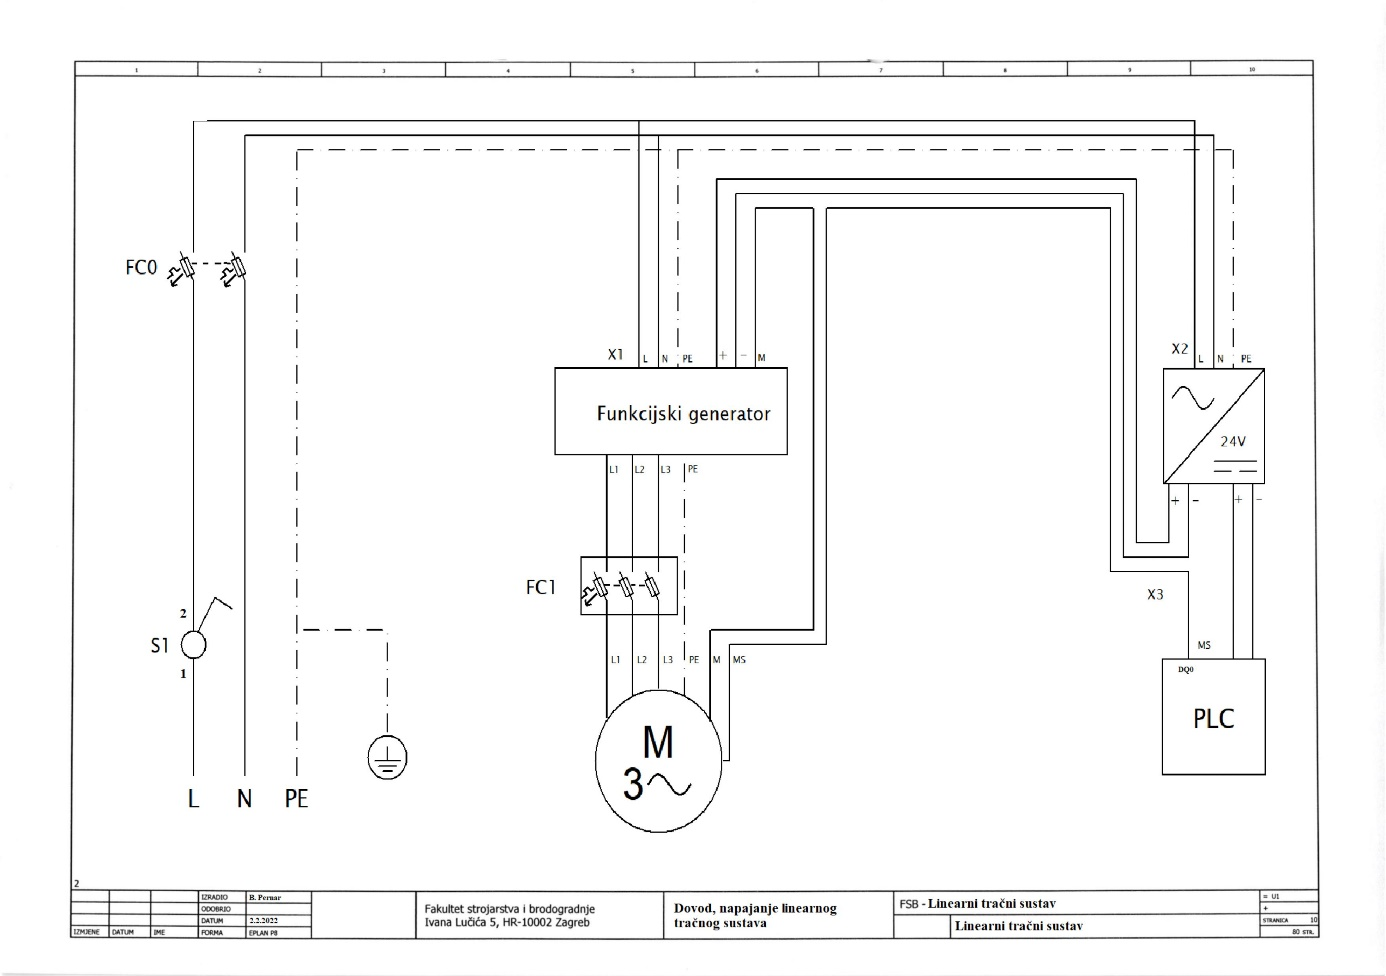 1 2 3 4 5 6 7 8 9 10
FC0
X1 L N PE + - M
X2 L N PE
Funkcijski generator
24V
L1 L2 L3 PE
+ - + -
FC1
X3
2
S1
1
L1 L2 L3 PE M MS
MS
DQ0
PLC
M
3
L N PE
2
IZRADIO B. Pernar
ODOBRIO
DATUM 2.2.2022
IZMJENE DATUM IME FORMA EPLAN P8
Fakultet strojarstva i brodogradnje
Ivana Lučića 5, HR-10002 Zagreb
Dovod, napajanje linearnog
tračnog sustava
FSB - Linearni tračni sustav
Linearni tračni sustav
= U1
+
STRANICA 10
80 STR.